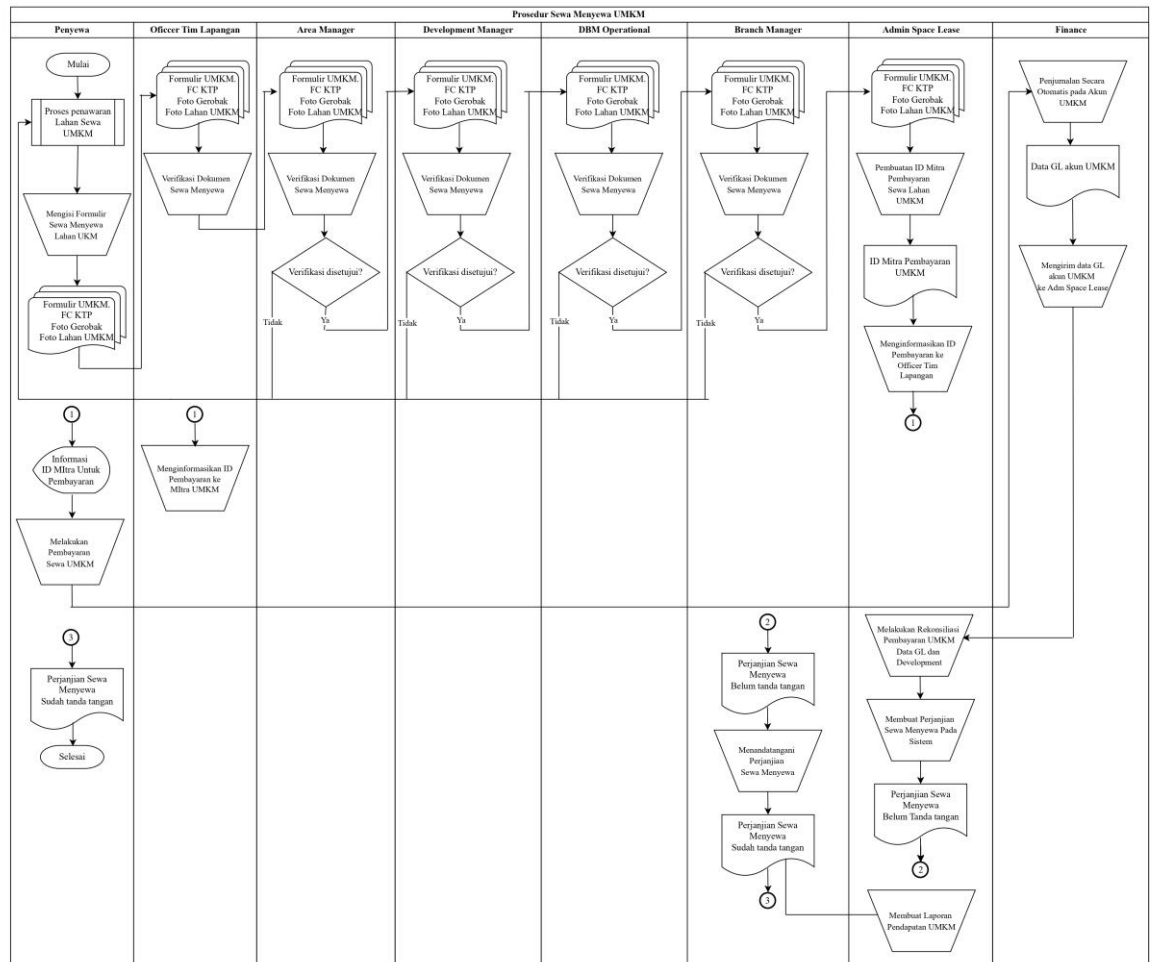 Prosedur Sewa Menyewa UMKM
Penyewa
Oficcer Tim Lapangan
Area Manager
Development Manager
DBM Operational
Branch Manager
Admin Space Lease
Finance
Mulai
Proses penawaran
Lahan Sewa
UMKM
Mengisi Formulir
Sewa Menyewa
Lahan UKM
Formulir UMKM.
FC KTP
Foto Gerobak
Foto Lahan UMKM
Formulir UMKM.
FC KTP
Foto Gerobak
Foto Lahan UMKM
Verifikasi Dokumen
Sewa Menyewa
Formulir UMKM.
FC KTP
Foto Gerobak
Foto Lahan UMKM
Verifikasi Dokumen
Sewa Menyewa
Verifikasi disetujui?
Tidak
Ya
Formulir UMKM.
FC KTP
Foto Gerobak
Foto Lahan UMKM
Verifikasi Dokumen
Sewa Menyewa
Verifikasi disetujui?
Tidak
Ya
Formulir UMKM.
FC KTP
Foto Gerobak
Foto Lahan UMKM
Verifikasi Dokumen
Sewa Menyewa
Verifikasi disetujui?
Tidak
Ya
Formulir UMKM.
FC KTP
Foto Gerobak
Foto Lahan UMKM
Verifikasi Dokumen
Sewa Menyewa
Verifikasi disetujui?
Tidak
Ya
Formulir UMKM.
FC KTP
Foto Gerobak
Foto Lahan UMKM
Pembuatan ID Mitra
Pembayaran
Sewa Lahan
UMKM
ID Mitra Pembayaran
UMKM
Menginformasikan ID
Pembayaran ke
Officer Tim
Lapangan
1
Penjumalan Secara
Otomatis pada Akun
UMKM
Data GL akun UMKM
Mengirim data GL
akun UMKM
ke Adm Space Lease
1
Informasi
ID MItra Untuk
Pembayaran
Melakukan
Pembayaran
Sewa UMKM
1
Menginformasikan ID
Pembayaran ke
MItra UMKM
3
Perjanjian Sewa
Menyewa
Sudah tanda tangan
Selesai
2
Perjanjian Sewa
Menyewa
Belum tanda tangan
Menandatangani
Perjanjian
Sewa Menyewa
Perjanjian Sewa
Menyewa
Sudah tanda tangan
3
Melakukan Rekonsiliasi
Pembayaran UMKM
Data GL dan
Development
Membuat Perjanjian
Sewa Menyewa Pada
Sistem
Perjanjian Sewa
Menyewa
Belum Tanda tangan
2
Membuat Laporan
Pendapatan UMKM